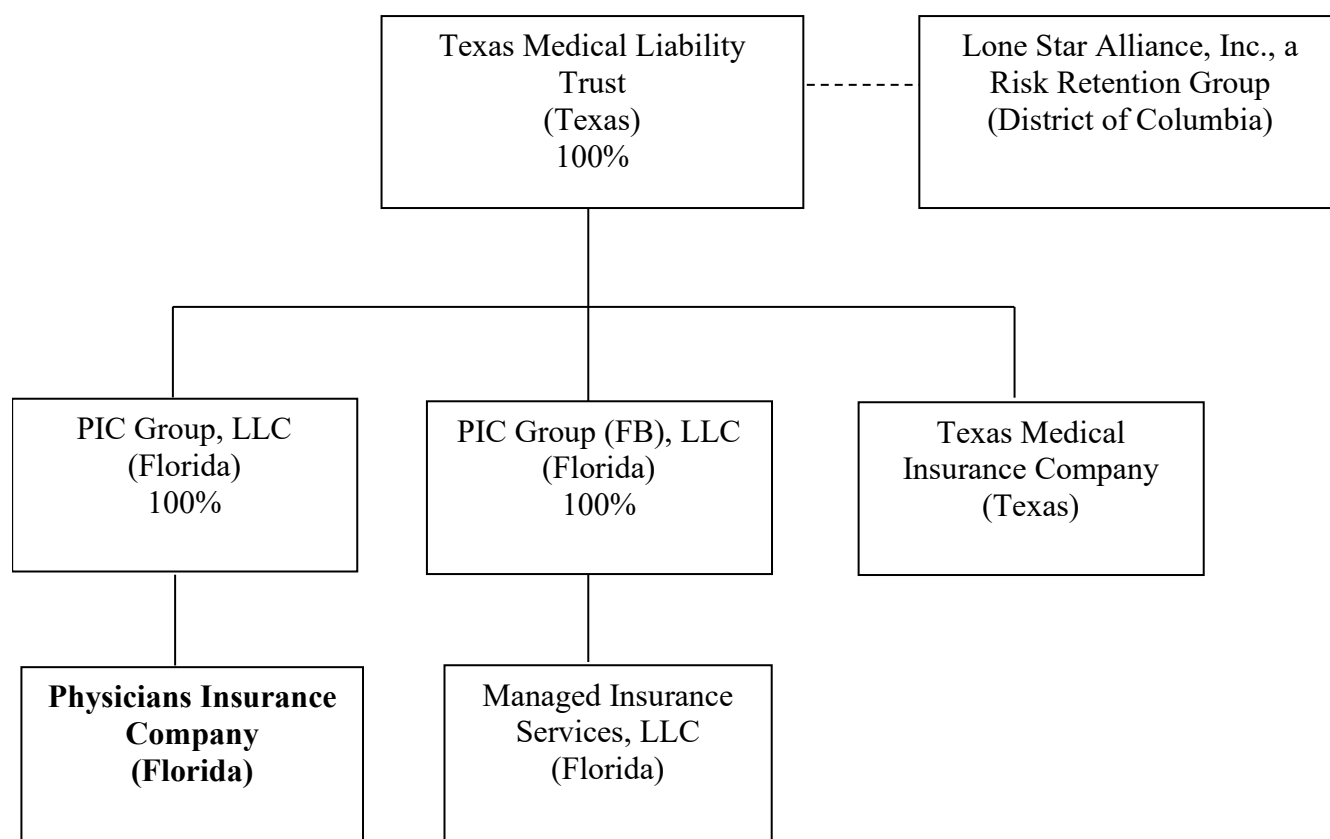 Texas Medical Liability
Trust
(Texas)
100%
Lone Star Alliance, Inc., a
Risk Retention Group
(District of Columbia)
PIC Group, LLC
(Florida)
100%
PIC Group (FB), LLC
(Florida)
100%
Texas Medical
Insurance Company
(Texas)
Physicians Insurance
Company
(Florida)
Managed Insurance
Services, LLC
(Florida)